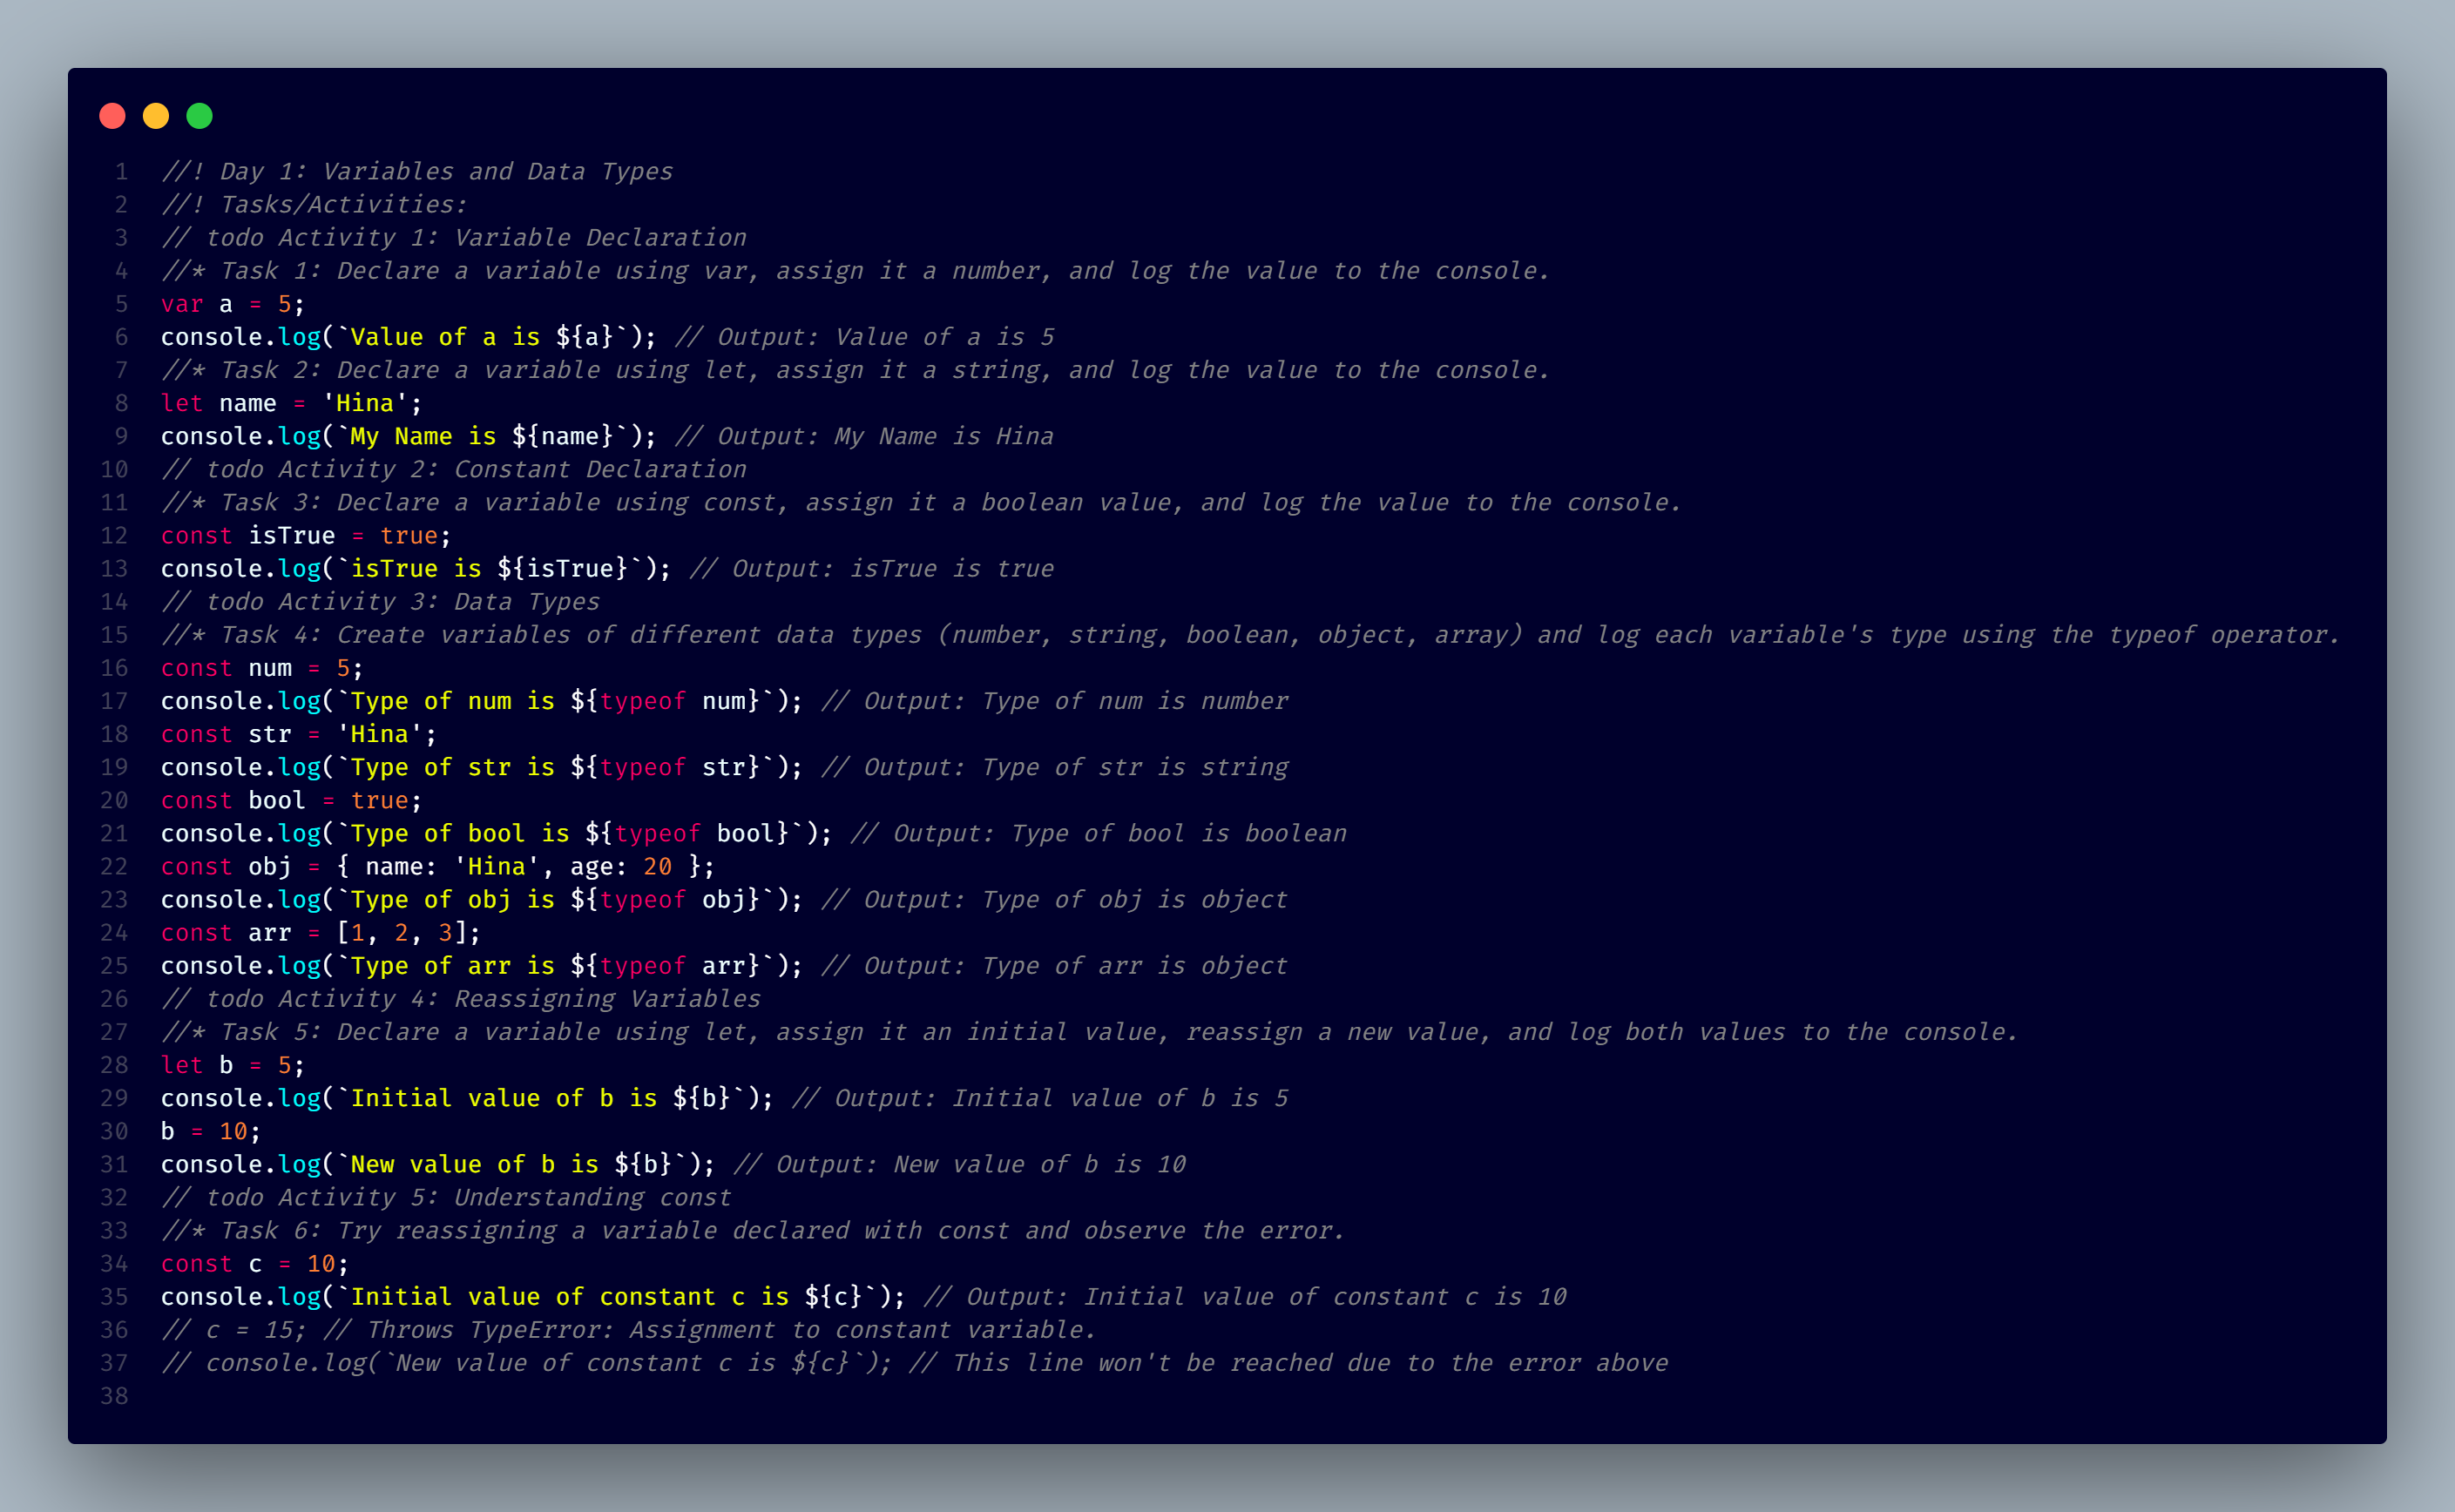 1 //! Day 1: Variables and Data Types
2 //! Tasks/Activities:
3 // todo Activity 1: Variable Declaration
4 //* Task 1: Declare a variable using var, assign it a number, and log the value to the console.
5 var a = 5;
6 console.log(`Value of a is ${a}`); // Output: Value of a is 5
7 //* Task 2: Declare a variable using let, assign it a string, and log the value to the console.
8 let name = 'Hina';
9 console.log(`My Name is ${name}`); // Output: My Name is Hina
10 // todo Activity 2: Constant Declaration
11 //* Task 3: Declare a variable using const, assign it a boolean value, and log the value to the console.
12 const isTrue = true;
13 console.log(`isTrue is ${isTrue}`); // Output: isTrue is true
14 // todo Activity 3: Data Types
15 //* Task 4: Create variables of different data types (number, string, boolean, object, array) and log each variable's type using the typeof operator.
16 const num = 5;
17 console.log(`Type of num is ${typeof num}`); // Output: Type of num is number
18 const str = 'Hina';
19 console.log(`Type of str is ${typeof str}`); // Output: Type of str is string
20 const bool = true;
21 console.log(`Type of bool is ${typeof bool}`); // Output: Type of bool is boolean
22 const obj = { name: 'Hina', age: 20 };
23 console.log(`Type of obj is ${typeof obj}`); // Output: Type of obj is object
24 const arr = [1, 2, 3];
25 console.log(`Type of arr is ${typeof arr}`); // Output: Type of arr is object
26 // todo Activity 4: Reassigning Variables
27 //* Task 5: Declare a variable using let, assign it an initial value, reassign a new value, and log both values to the console.
28 let b = 5;
29 console.log(`Initial value of b is ${b}`); // Output: Initial value of b is 5
30 b = 10;
31 console.log(`New value of b is ${b}`); // Output: New value of b is 10
32 // todo Activity 5: Understanding const
33 //* Task 6: Try reassigning a variable declared with const and observe the error.
34 const c = 10;
35 console.log(`Initial value of constant c is ${c}`); // Output: Initial value of constant c is 10
36 // c = 15; // Throws TypeError: Assignment to constant variable.
37 // console.log(`New value of constant c is ${c}`); // This line won't be reached due to the error above
38